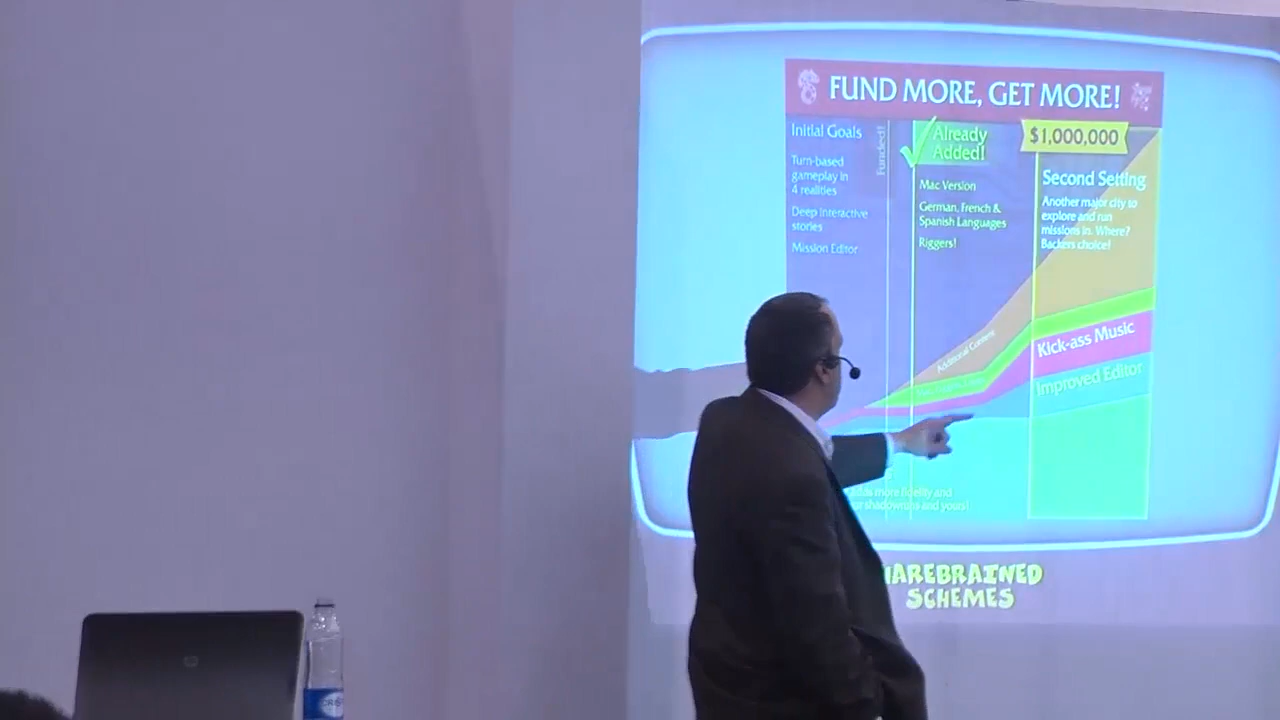 FUND MORE, GET MORE!
Initial Goals
Turn-based
gameplay in
4 realities
Deep interactive
stories
Mission Editor
Funded!
Already
Added!
Mac Version
German, French &
Spanish Languages
Riggers!
$1,000,000
Second Setting
Another major city to
explore and run
missions in. Where?
Backers choice!
Additional Content
Kick-ass Music
Improved Editor
more fidelity and
shadowruns and yours!
HAREBRAINED
SCHEMES
hp